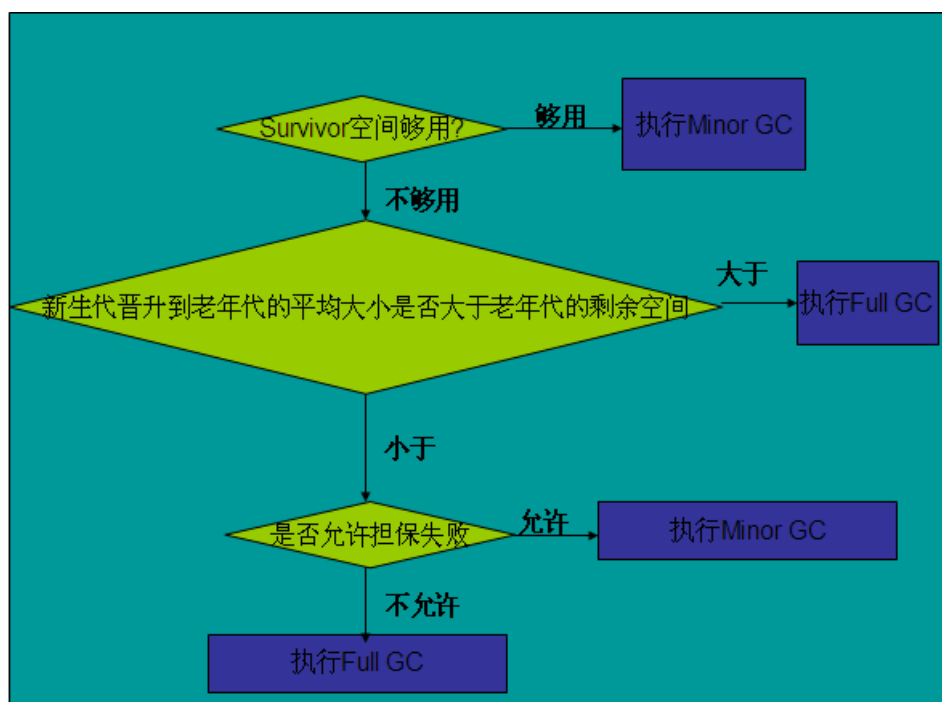 Survivor空间够用?
够用
执行Minor GC
不够用
新生代晋升到老年代的平均大小是否大于老年代的剩余空间
大于
执行Full GC
小于
是否允许担保失败
允许
执行Minor GC
不允许
执行Full GC